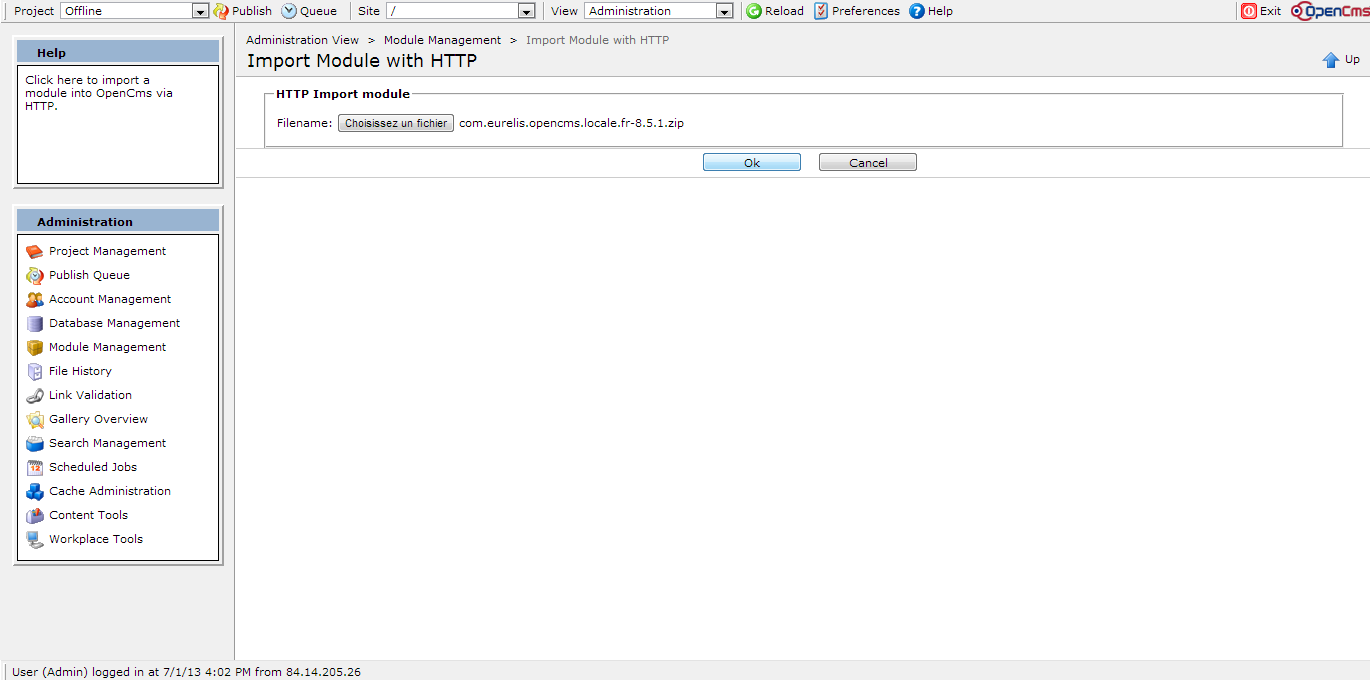 Project Offline Publish Queue Site / View Administration Reload Preferences Help Exit OpenCms
Help
Click here to import a
module into OpenCms via
HTTP.
Administration
Project Management
Publish Queue
Account Management
Database Management
Module Management
File History
Link Validation
Gallery Overview
Search Management
12
Scheduled Jobs
Cache Administration
Content Tools
Workplace Tools
Administration View > Module Management > Import Module with HTTP
Import Module with HTTP
Up
HTTP Import module
Filename: Choisissez un fichier com.eurelis.opencms.locale.fr-8.5.1.zip
Ok Cancel
User (Admin) logged in at 7/1/13 4:02 PM from 84.14.205.26